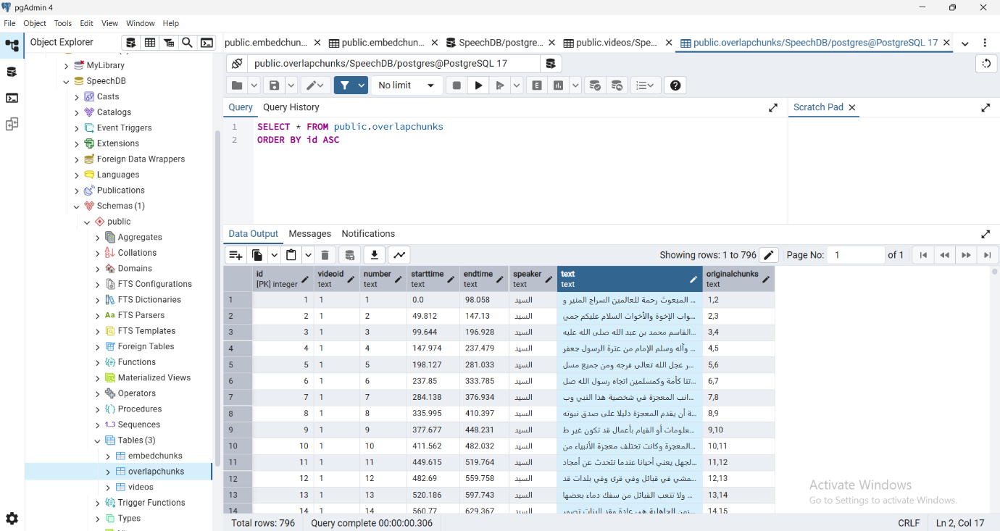 pgAdmin 4
File Object Tools Edit View Window Help
Object Explorer
public.embedchun... public.embedchun... SpeechDB/postgre... public.videos/Spe... public.overlapchunks/SpeechDB/postgres@PostgreSQL 17
MyLibrary
SpeechDB
Casts
Catalogs
Event Triggers
Extensions
Foreign Data Wrappers
Languages
Publications
Schemas (1)
public
Aggregates
Collations
Domains
FTS Configurations
FTS Dictionaries
FTS Parsers
FTS Templates
Foreign Tables
Functions
Materialized Views
Operators
Procedures
1..3 Sequences
Tables (3)
embedchunks
overlapchunks
videos
Trigger Functions
Types
public.overlapchunks/SpeechDB/postgres@PostgreSQL 17
No limit
Query Query History
Scratch Pad
1 SELECT * FROM public.overlapchunks
2 ORDER BY id ASC
Data Output Messages Notifications
Showing rows: 1 to 796 Page No: 1 of 1
id videoid number starttime endtime speaker text originalchunks
[PK] integer text text text text text text text
1 1 1 1 0.0 98.058 السيد المبعوث رحمة للعالمين السراج المنير و ... 1,2
2 2 1 2 49.812 147.13 السيد ...واب الإخوة والأخوات السلام عليكم جمي 2,3
3 3 1 3 99.644 196.928 السيد ...القاسم محمد بن عبد الله صلى الله عليه 3,4
4 4 1 4 147.974 237.479 السيد وآله وسلم الإمام من عترة الرسول جعفر ... 4,5
5 5 1 5 198.127 281.033 السيد ...ر عجل الله تعالى فرجه ومن جميع مسل 5,6
6 6 1 6 237.85 333.785 السيد ...تنا كأمة وكمسلمين اتجاه رسول الله صل 6,7
7 7 1 7 284.138 376.934 السيد ...انب المعجزة في شخصية هذا النبي وب 7,8
8 8 1 8 335.995 410.397 السيد ...ة أن يقدم المعجزة دليلا على صدق نبوته 8,9
9 9 1 9 377.677 448.231 السيد ...علومات أو القيام بأعمال قد تكون غير ط 9,10
10 10 1 10 411.562 482.032 السيد ...المعجزة وكانت تختلف معجزة الأنبياء من 10,11
11 11 1 11 449.615 519.764 السيد ...لجهل يعني أحيانا عندما نتحدث عن أمجاد 11,12
12 12 1 12 482.69 559.758 السيد ...مشي في قبائل وفي قرى وفي بلدات قد 12,13
13 13 1 13 520.186 597.743 السيد ولا تتعب القبائل من سفك دماء بعضها ... 13,14
14 14 1 14 560.77 629.367 السيد 14,15
Activate Windows
Go to Settings to activate Windows.
Total rows: 796 Query complete 00:00:00.306 CRLF Ln 2, Col 17